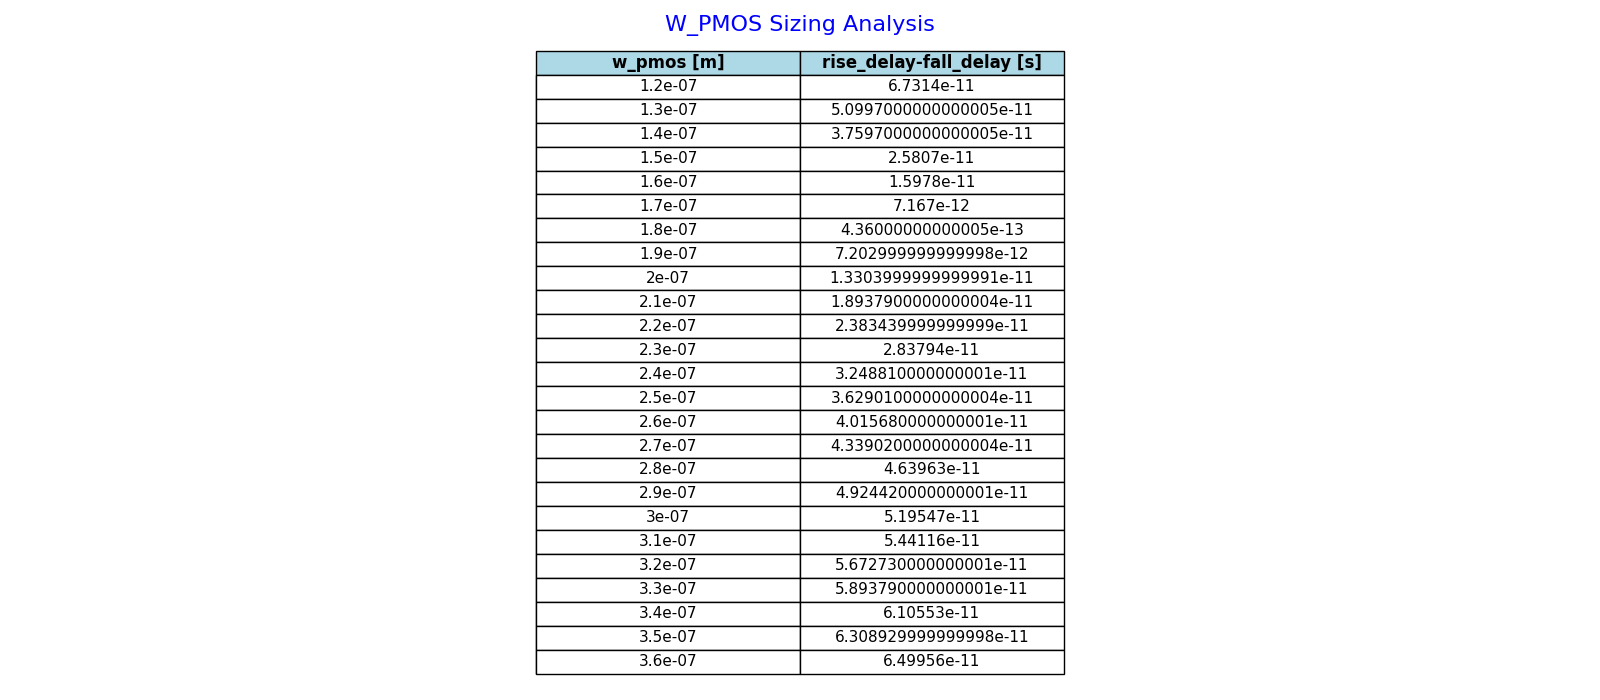 W_PMOS Sizing Analysis
w_pmos [m] rise_delay-fall_delay [s]
1.2e-07 6.7314e-11
1.3e-07 5.0997000000000005e-11
1.4e-07 3.7597000000000005e-11
1.5e-07 2.5807e-11
1.6e-07 1.5978e-11
1.7e-07 7.167e-12
1.8e-07 4.36000000000005e-13
1.9e-07 7.202999999999998e-12
2e-07 1.3303999999999991e-11
2.1e-07 1.8937900000000004e-11
2.2e-07 2.383439999999999e-11
2.3e-07 2.83794e-11
2.4e-07 3.248810000000001e-11
2.5e-07 3.6290100000000004e-11
2.6e-07 4.015680000000001e-11
2.7e-07 4.3390200000000004e-11
2.8e-07 4.63963e-11
2.9e-07 4.924420000000001e-11
3e-07 5.19547e-11
3.1e-07 5.44116e-11
3.2e-07 5.672730000000001e-11
3.3e-07 5.893790000000001e-11
3.4e-07 6.10553e-11
3.5e-07 6.308929999999998e-11
3.6e-07 6.49956e-11